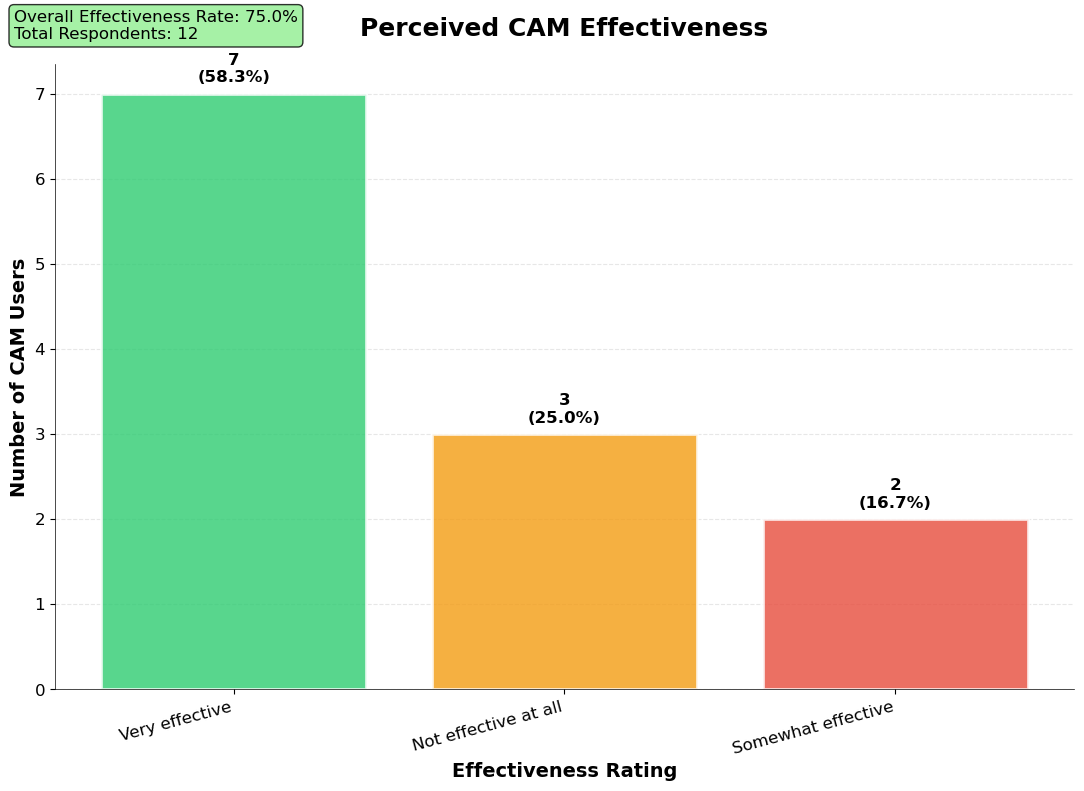 Overall Effectiveness Rate: 75.0%
Total Respondents: 12
Perceived CAM Effectiveness
7
(58.3%)
3
(25.0%)
2
(16.7%)
Number of CAM Users
7
6
5
4
3
2
1
0
Very effective
Not effective at all
Somewhat effective
Effectiveness Rating